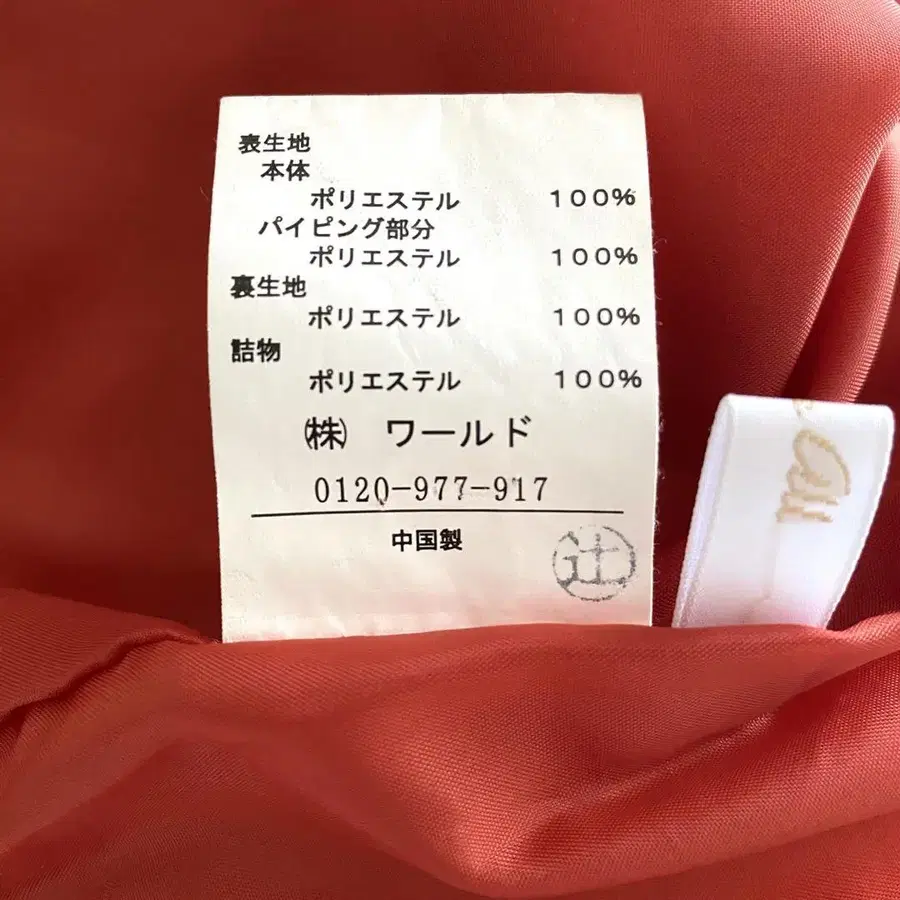 表生地
本体
ポリエステル 100%
パイピング部分
ポリエステル 100%
裏生地
ポリエステル 100%
詰物
ポリエステル 100%
㈱ ワールド
0120-977-917
中国製
辻